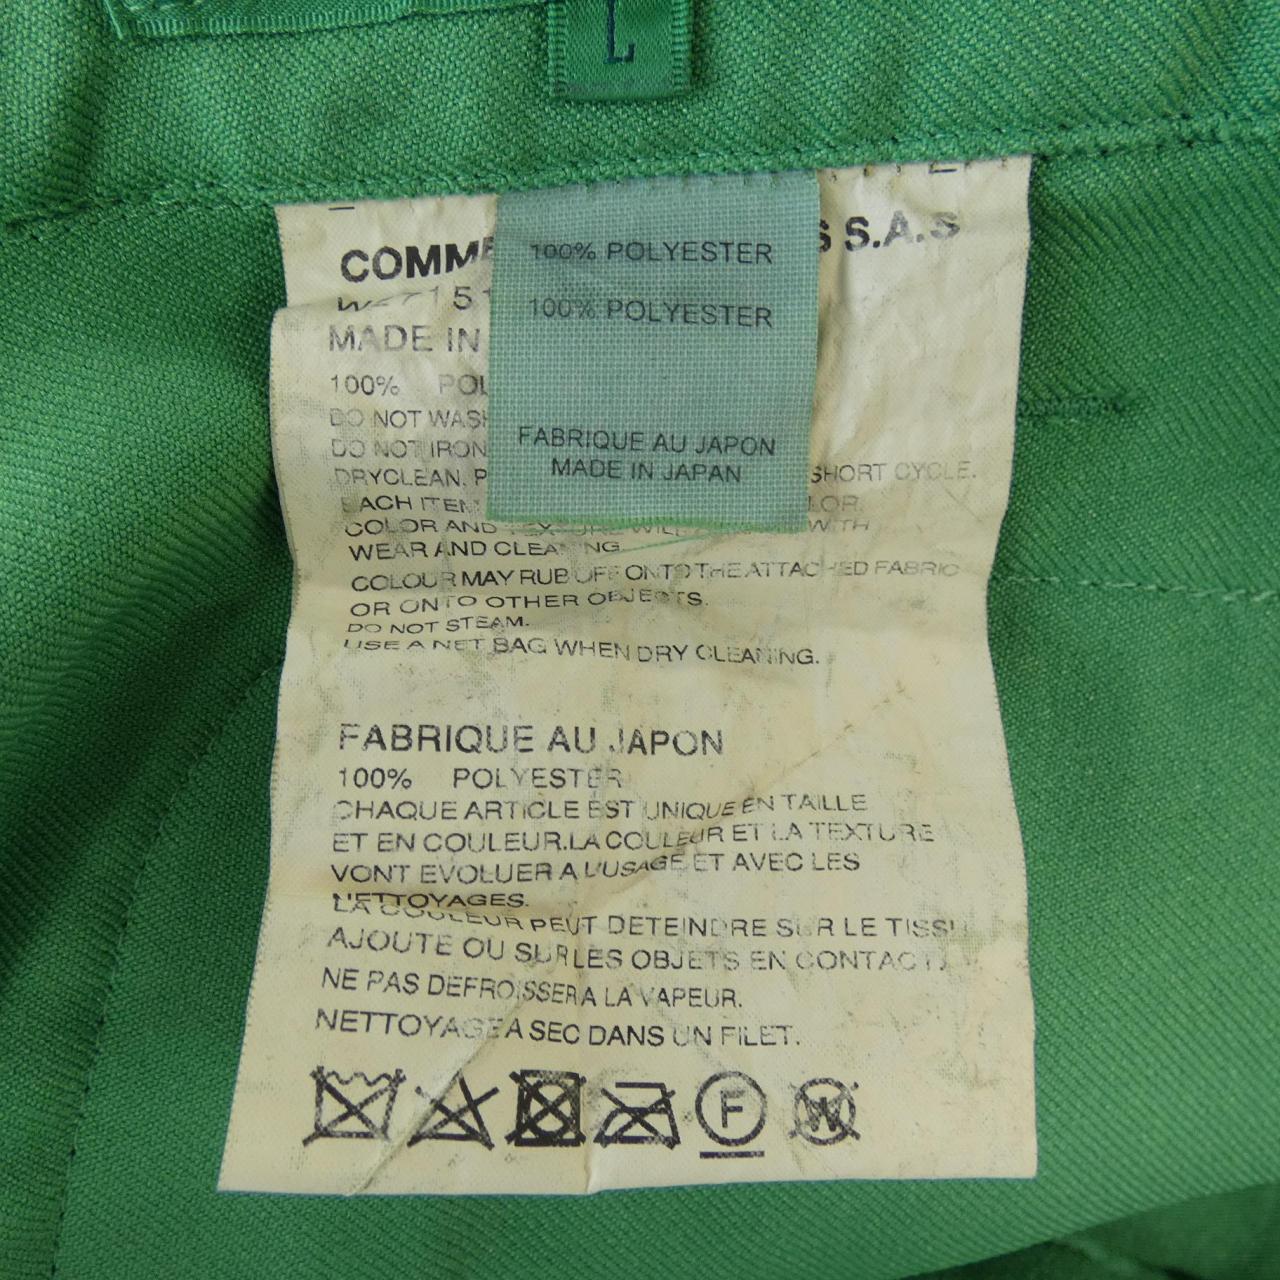 L
COMME
S S.A.S
MADE IN
100% POL
DO NOT WASH
DO NOT IRON
DRYCLEAN. P
SHORT CYCLE.
EACH ITEM
LOR.
COLOR AND TEXTURE WILL WITH
WEAR AND CLEANING.
COLOUR MAY RUB OFF ONTO THE ATTACHED FABRIC
OR ONTO OTHER OBJECTS.
DO NOT STEAM.
USE A NET BAG WHEN DRY CLEANING.
100% POLYESTER
100% POLYESTER
FABRIQUE AU JAPON
MADE IN JAPAN
FABRIQUE AU JAPON
100% POLYESTER
CHAQUE ARTICLE EST UNIQUE EN TAILLE
ET EN COULEUR.LA COULEUR ET LA TEXTURE
VONT EVOLUER A L'USAGE ET AVEC LES
NETTOYAGES.
LA COULEUR PEUT DETEINDRE SUR LE TISSU
AJOUTE OU SUR LES OBJETS EN CONTACT.
NE PAS DEFROISSER A LA VAPEUR.
NETTOYAGE A SEC DANS UN FILET.
F W